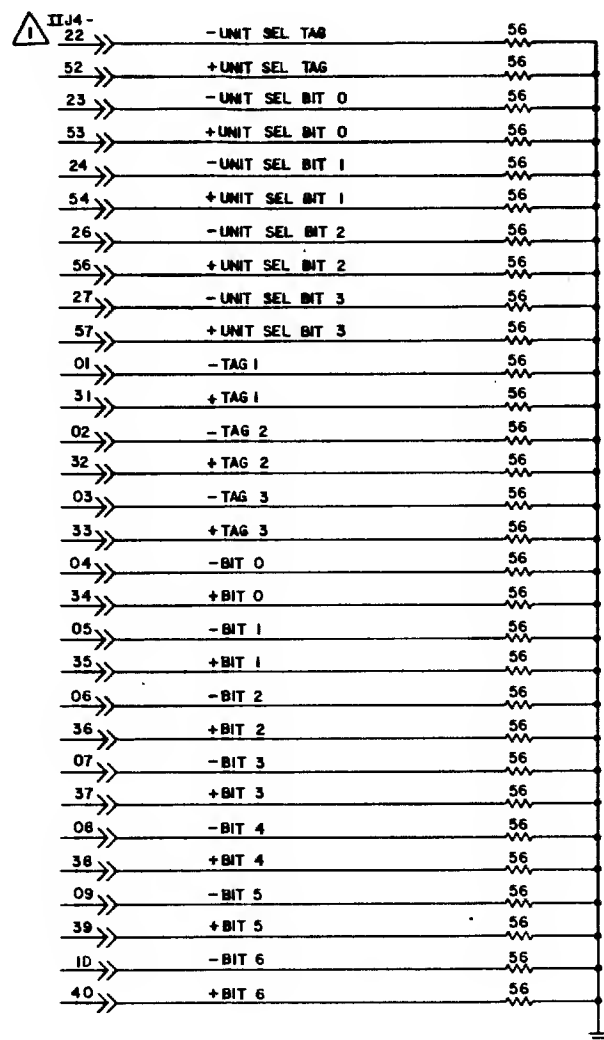 1 IIJ4-
22 -UNIT SEL TAG 56
52 +UNIT SEL TAG 56
23 -UNIT SEL BIT 0 56
53 +UNIT SEL BIT 0 56
24 -UNIT SEL BIT 1 56
54 +UNIT SEL BIT 1 56
26 -UNIT SEL BIT 2 56
56 +UNIT SEL BIT 2 56
27 -UNIT SEL BIT 3 56
57 +UNIT SEL BIT 3 56
01 -TAG 1 56
31 +TAG 1 56
02 -TAG 2 56
32 +TAG 2 56
03 -TAG 3 56
33 +TAG 3 56
04 -BIT 0 56
34 +BIT 0 56
05 -BIT 1 56
35 +BIT 1 56
06 -BIT 2 56
36 +BIT 2 56
07 -BIT 3 56
37 +BIT 3 56
08 -BIT 4 56
38 +BIT 4 56
09 -BIT 5 56
39 +BIT 5 56
10 -BIT 6 56
40 +BIT 6 56